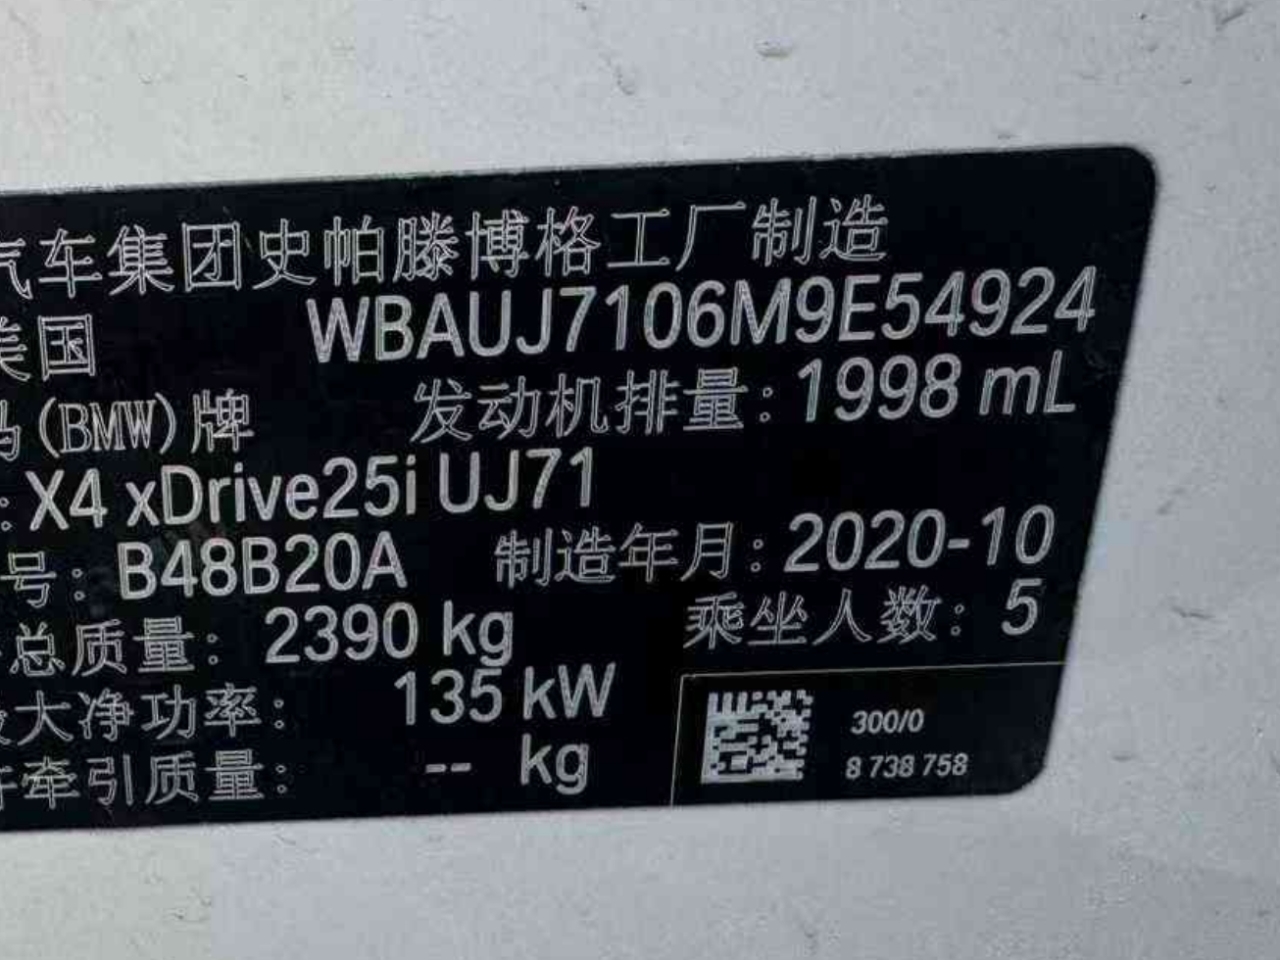 汽车集团史帕滕博格工厂制造
美国 WBAUJ7106M9E54924
马(BMW)牌 发动机排量:1998 mL
:X4 xDrive25i UJ71
号:B48B20A 制造年月:2020-10
总质量:2390 kg 乘坐人数:5
最大净功率:135 kW
许牵引质量:-- kg
300/0
8 738 758